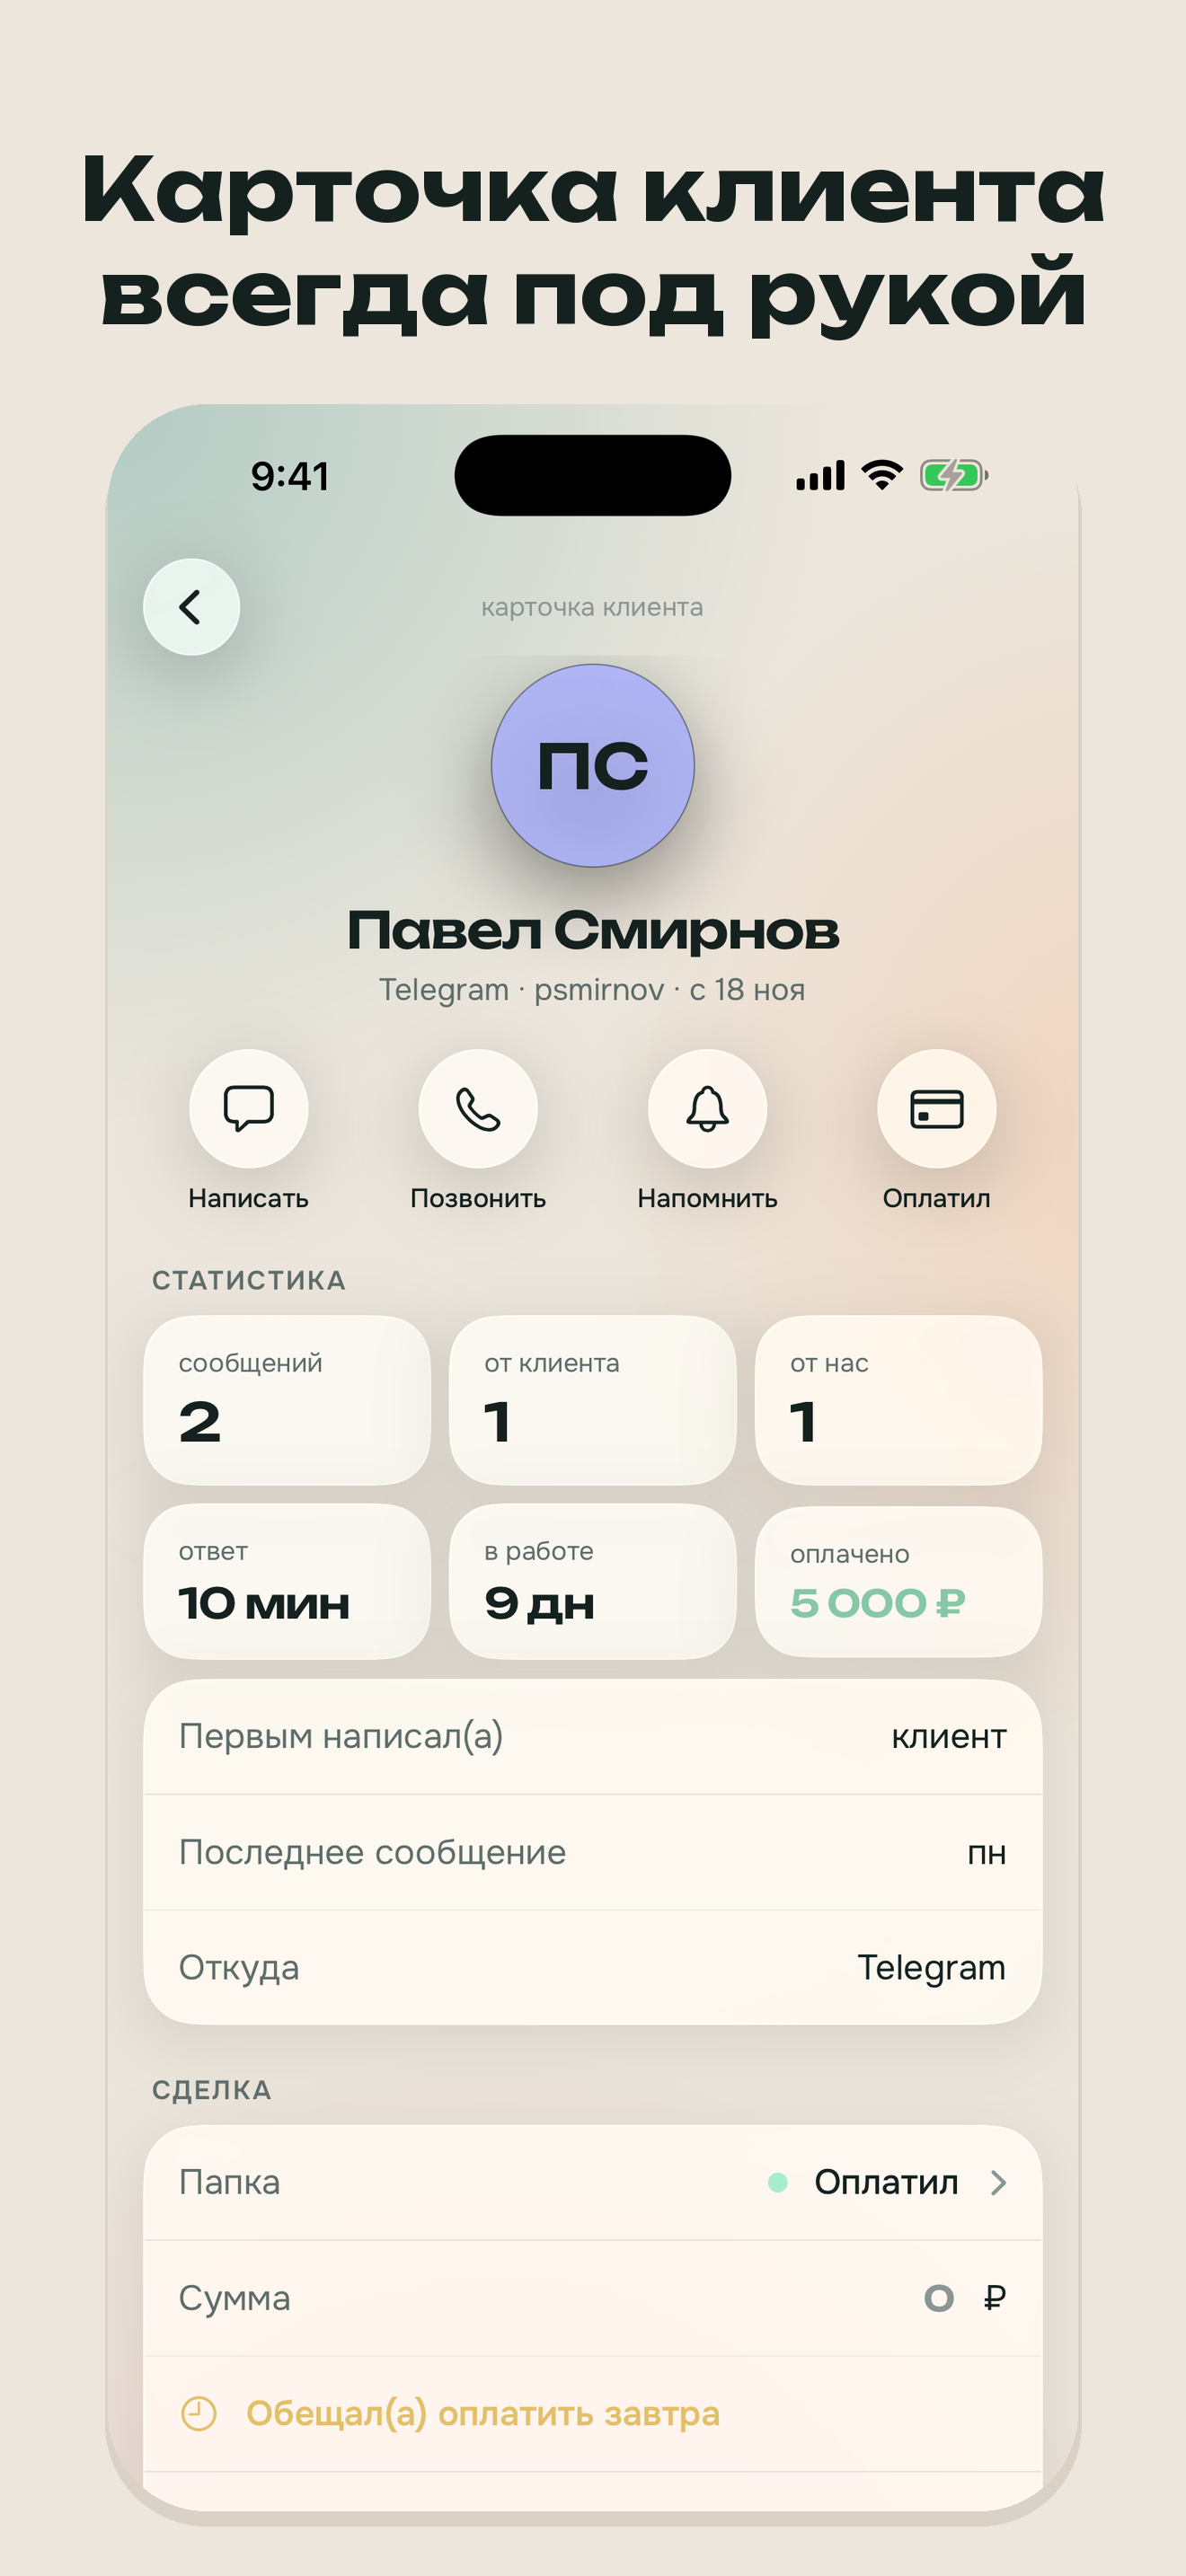 Карточка клиента
всегда под рукой
9:41
карточка клиента
ПС
Павел Смирнов
Telegram · psmirnov · с 18 ноя
Написать Позвонить Напомнить Оплатил
СТАТИСТИКА
сообщений от клиента от нас
2 1 1
ответ в работе оплачено
10 мин 9 дн 5 000 ₽
Первым написал(а) клиент
Последнее сообщение пн
Откуда Telegram
СДЕЛКА
Папка Оплатил
Сумма 0 ₽
Обещал(а) оплатить завтра